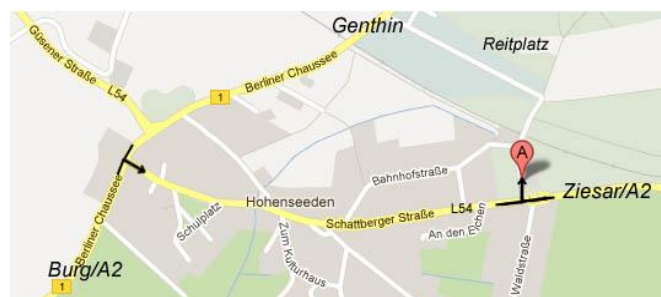 Genthin
Güsener Straße
L54
Berliner Chaussee
1
Reitplatz
A
Bahnhofstraße
Hohenseeden
Schulplatz
Schattberger Straße
L54
Ziesar/A2
An den Eichen
Zum Kulturhaus
Waldstraße
Berliner Chaussee
Burg/A2
1